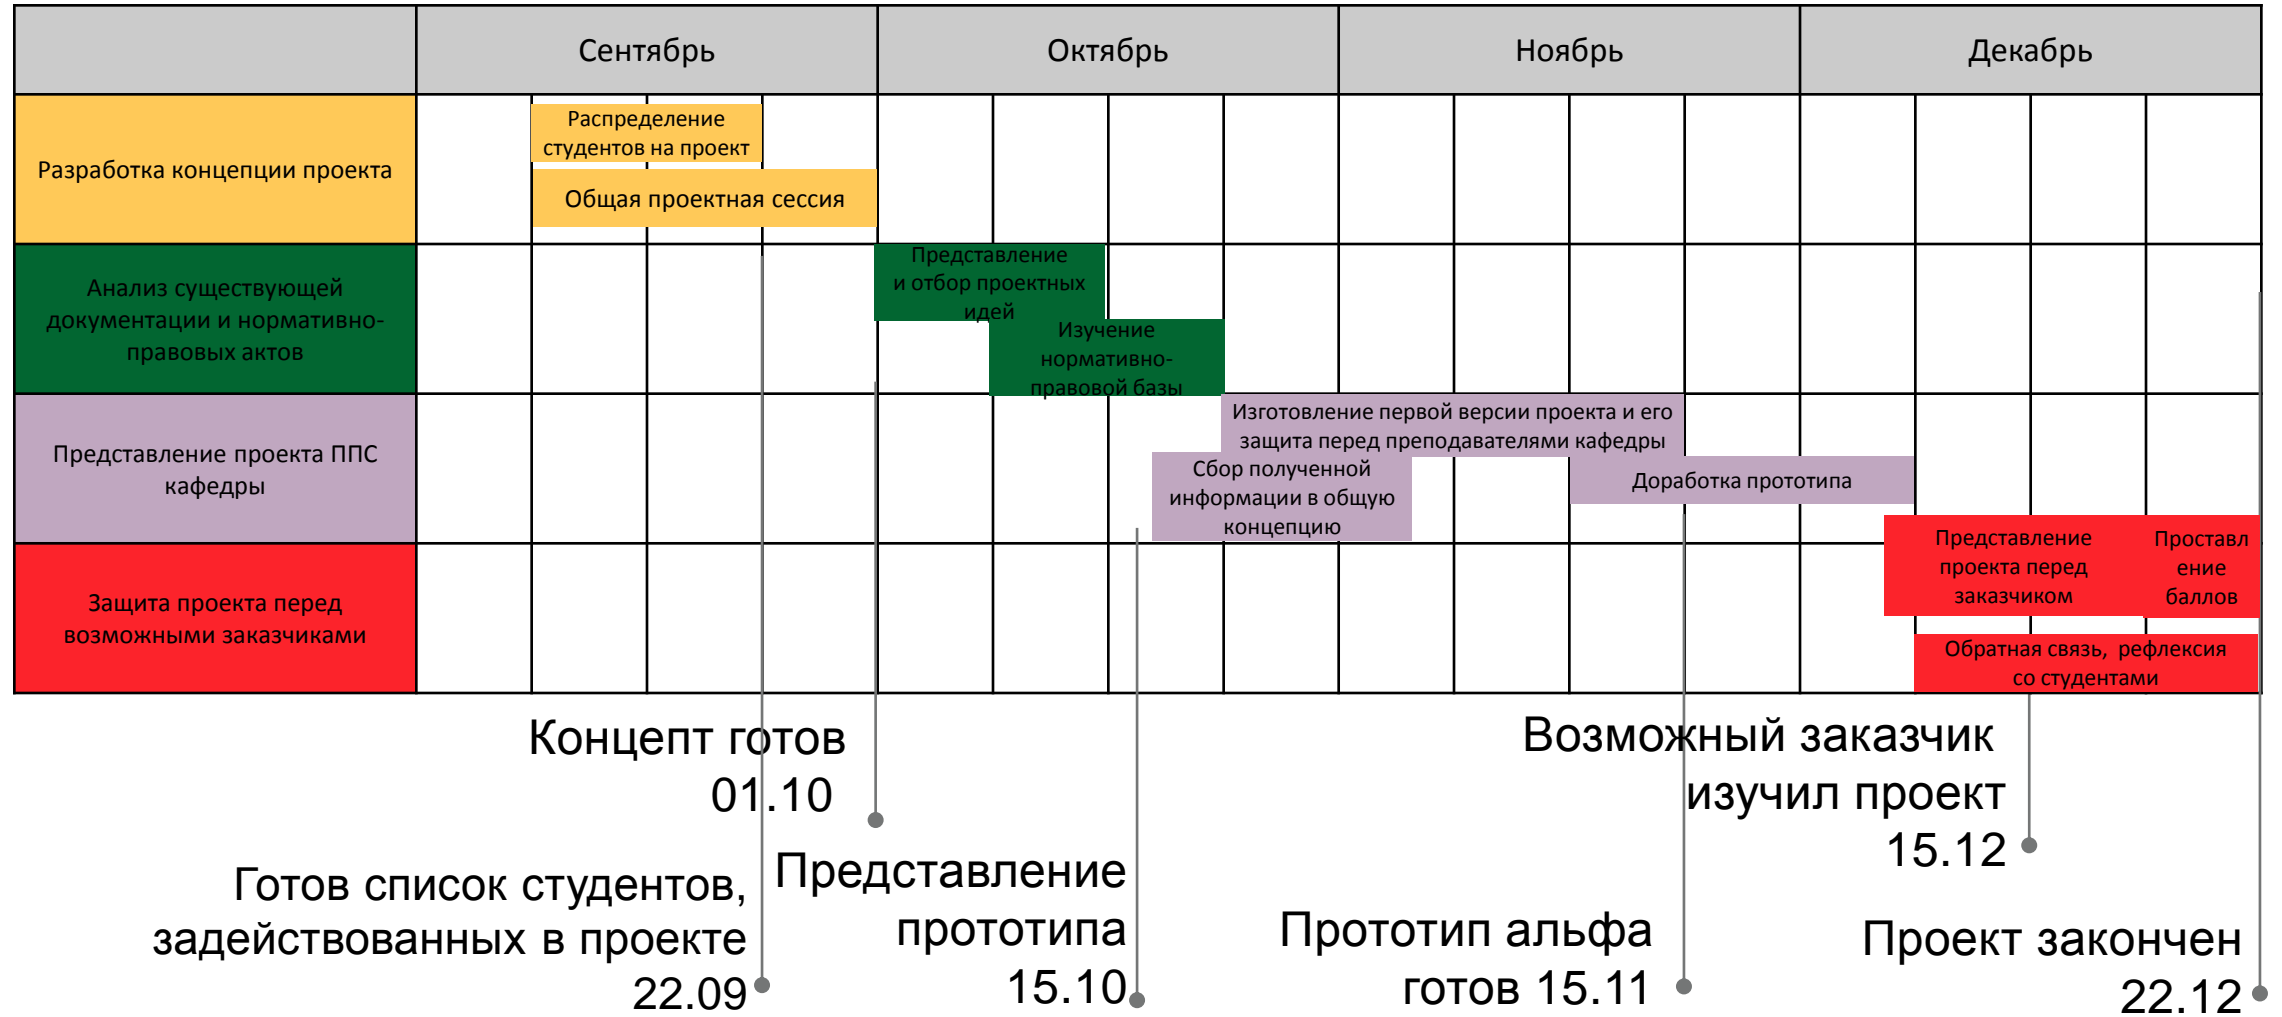 Сентябрь
Октябрь
Ноябрь
Декабрь
Разработка концепции проекта
Распределение
студентов на проект
Общая проектная сессия
Анализ существующей
документации и нормативно-
правовых актов
Представление
и отбор проектных
идей
Изучение
нормативно-
правовой базы
Представление проекта ППС
кафедры
Изготовление первой версии проекта и его
защита перед преподавателями кафедры
Сбор полученной
информации в общую
концепцию
Доработка прототипа
Защита проекта перед
возможными заказчиками
Представление
проекта перед
заказчиком
Проставл
ение
баллов
Обратная связь, рефлексия
со студентами
Концепт готов
01.10
Возможный заказчик
изучил проект
15.12
Готов список студентов,
задействованных в проекте
22.09
Представление
прототипа
15.10
Прототип альфа
готов 15.11
Проект закончен
22.12